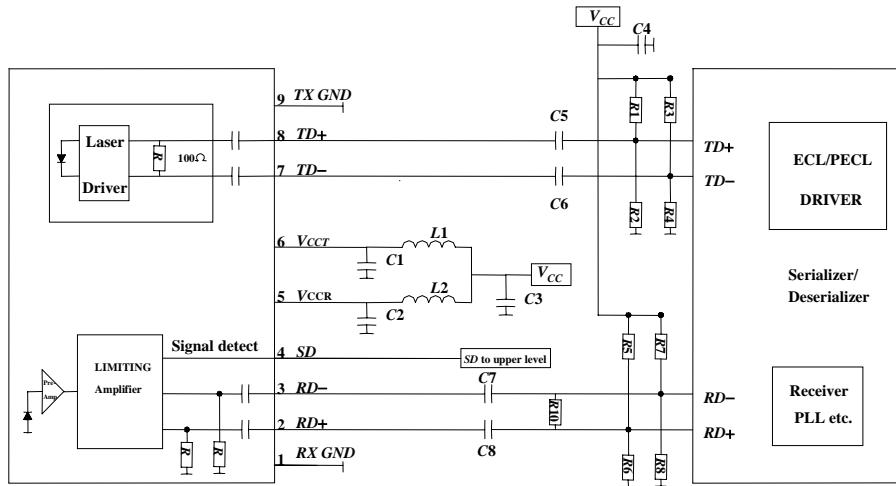 VCC
C4
9 TX GND
R1
R3
C5
Laser
Driver
R
100Ω
8 TD+
TD+
7 TD−
TD−
C6
R2
R4
ECL/PECL
DRIVER
6 VCCT
L1
C1
VCC
Serializer/
Deserializer
5 VCCR
L2
C2
C3
Signal detect
4 SD
SD to upper level
R5
R7
LIMITING
Amplifier
Pre-
Amp
3 RD−
C7
R10
RD−
Receiver
PLL etc.
2 RD+
C8
RD+
R
R
1 RX GND
R6
R8